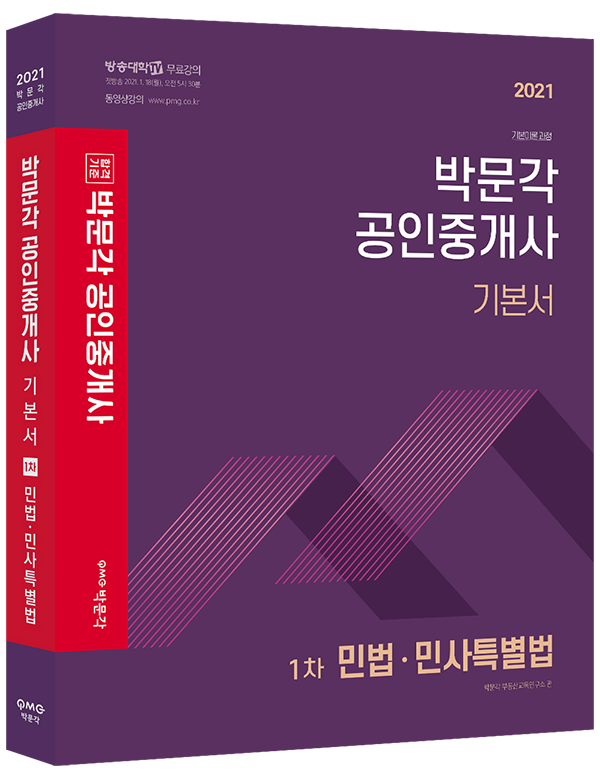 2021
박문각
공인중개사
박문각 공인중개사
기본서
1차
민법·민사특별법
QMG
박문각
합격
기준
박문각 공인중개사
QMG 박문각
방송대학TV 무료강의
첫방송 2021. 1. 18(월), 오전 5시 30분
동영상강의 www.pmg.co.kr
2021
기본이론 과정
박문각
공인중개사
기본서
1차 민법·민사특별법
박문각 부동산교육연구소 편